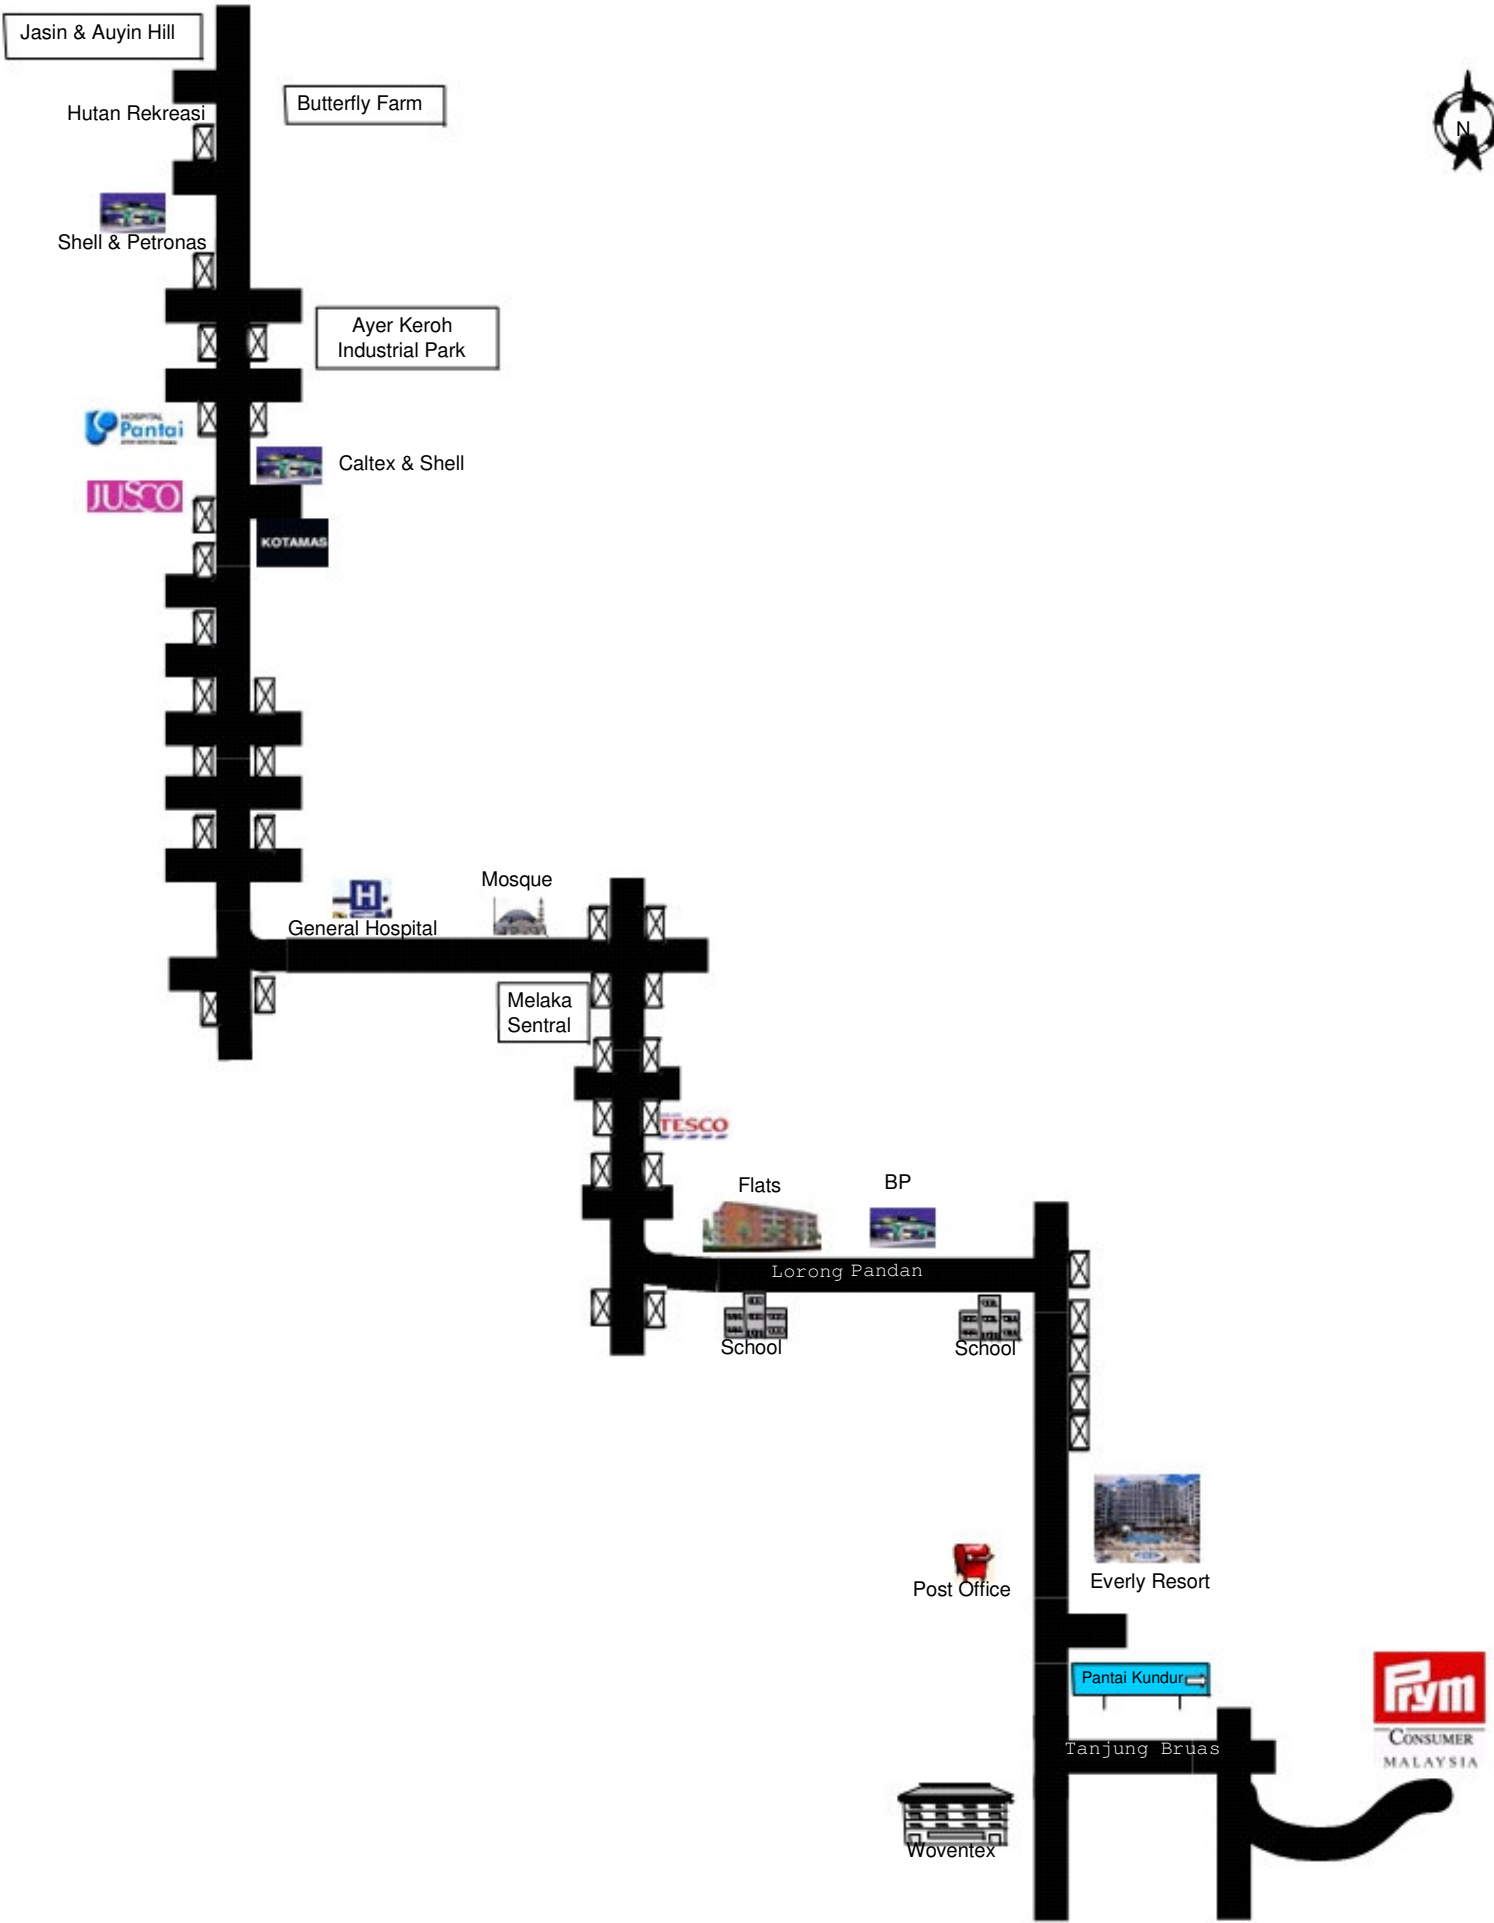 Jasin & Auyin Hill
Butterfly Farm
Hutan Rekreasi
N
Shell & Petronas
Ayer Keroh
Industrial Park
HOSPITAL
Pantai
Caltex & Shell
JUSCO
KOTAMAS
Mosque
H
General Hospital
Melaka
Sentral
TESCO
Flats
BP
Lorong Pandan
School
School
Post Office
Everly Resort
Pantai Kundur
Prym
CONSUMER
MALAYSIA
Tanjung Bruas
Woventex